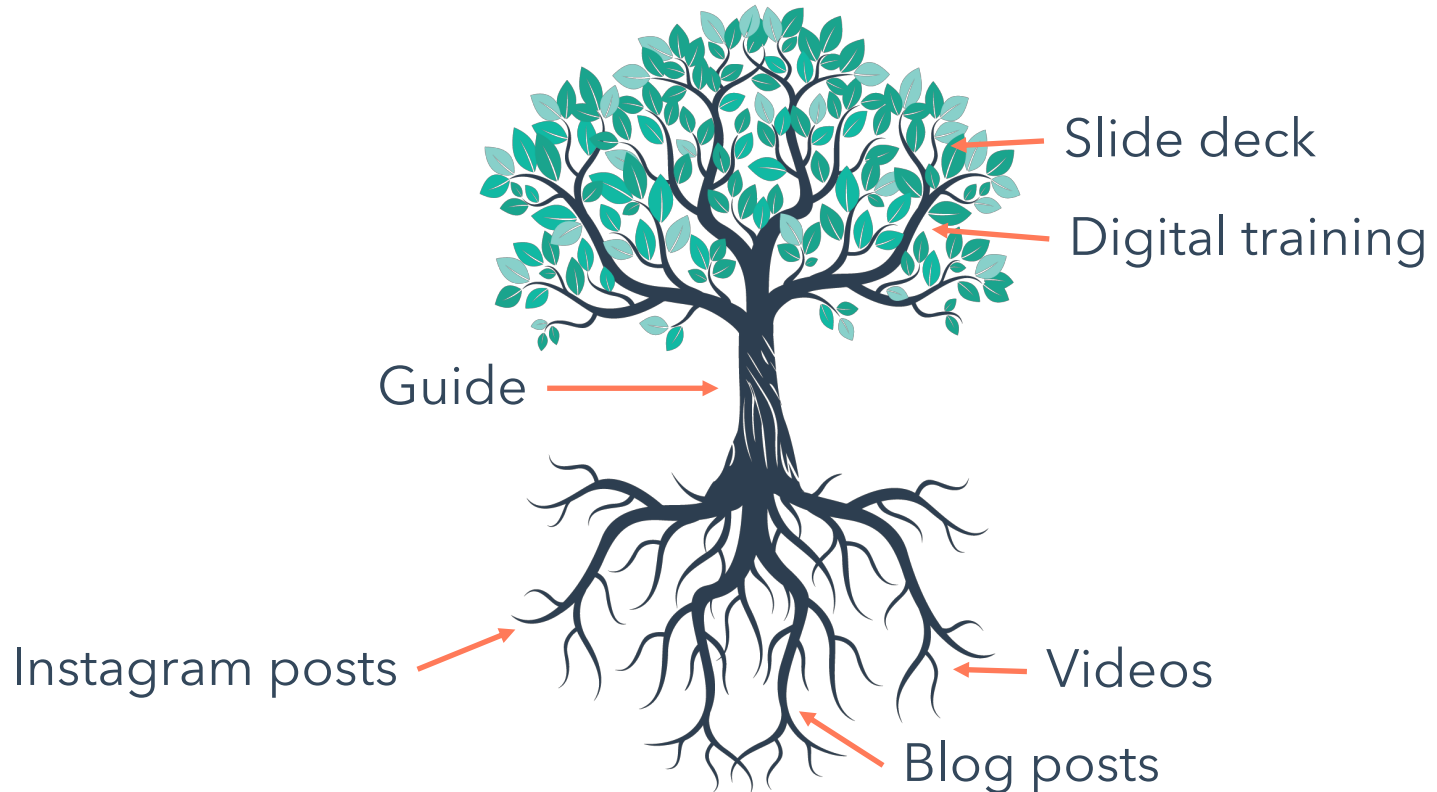 Slide deck
Digital training
Guide
Instagram posts
Videos
Blog posts